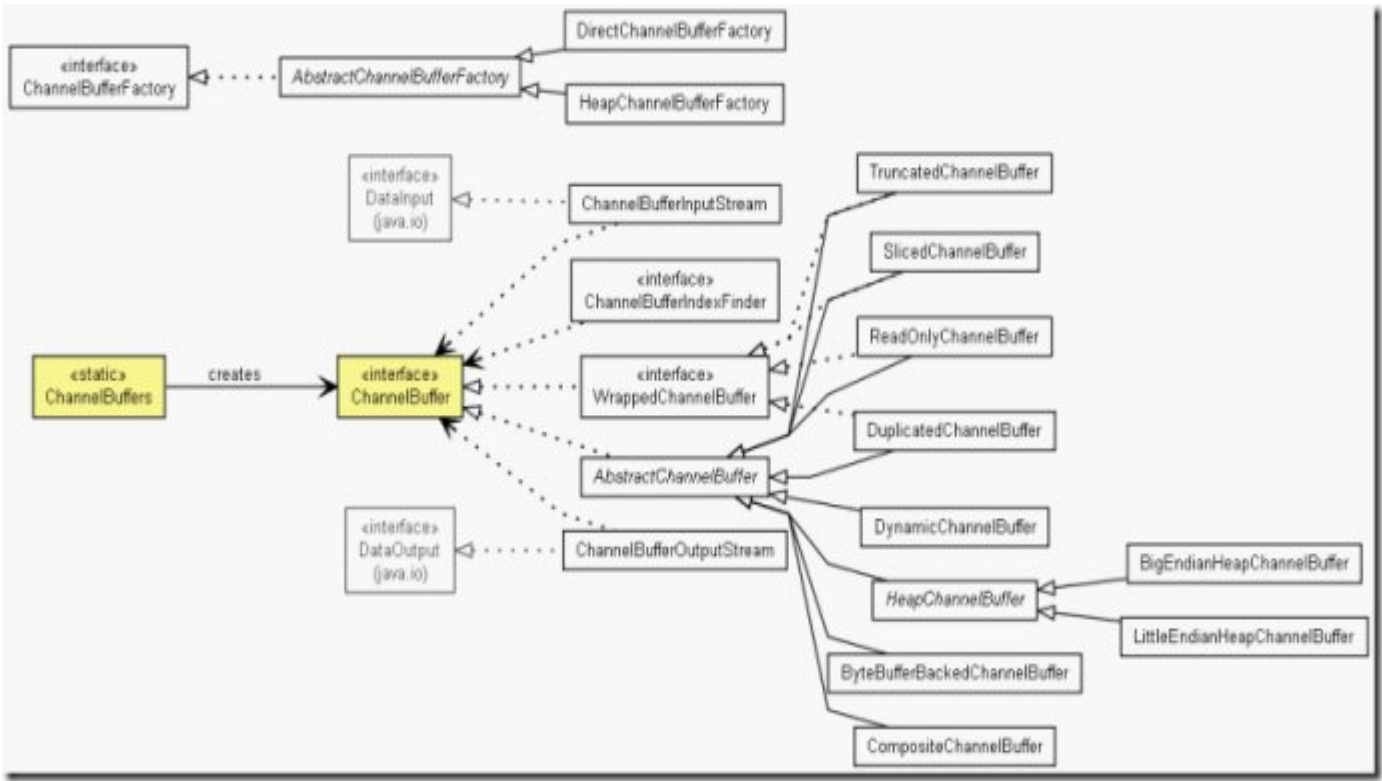 DirectChannelBufferFactory
«interface»
ChannelBufferFactory
AbstractChannelBufferFactory
HeapChannelBufferFactory
«interface»
DataInput
(java.io)
TruncatedChannelBuffer
ChannelBufferInputStream
SlicedChannelBuffer
«interface»
ChannelBufferIndexFinder
ReadOnlyChannelBuffer
«static»
ChannelBuffers
creates
«interface»
ChannelBuffer
«interface»
WrappedChannelBuffer
DuplicatedChannelBuffer
AbstractChannelBuffer
«interface»
DataOutput
(java.io)
DynamicChannelBuffer
ChannelBufferOutputStream
BigEndianHeapChannelBuffer
HeapChannelBuffer
LittleEndianHeapChannelBuffer
ByteBufferBackedChannelBuffer
CompositeChannelBuffer